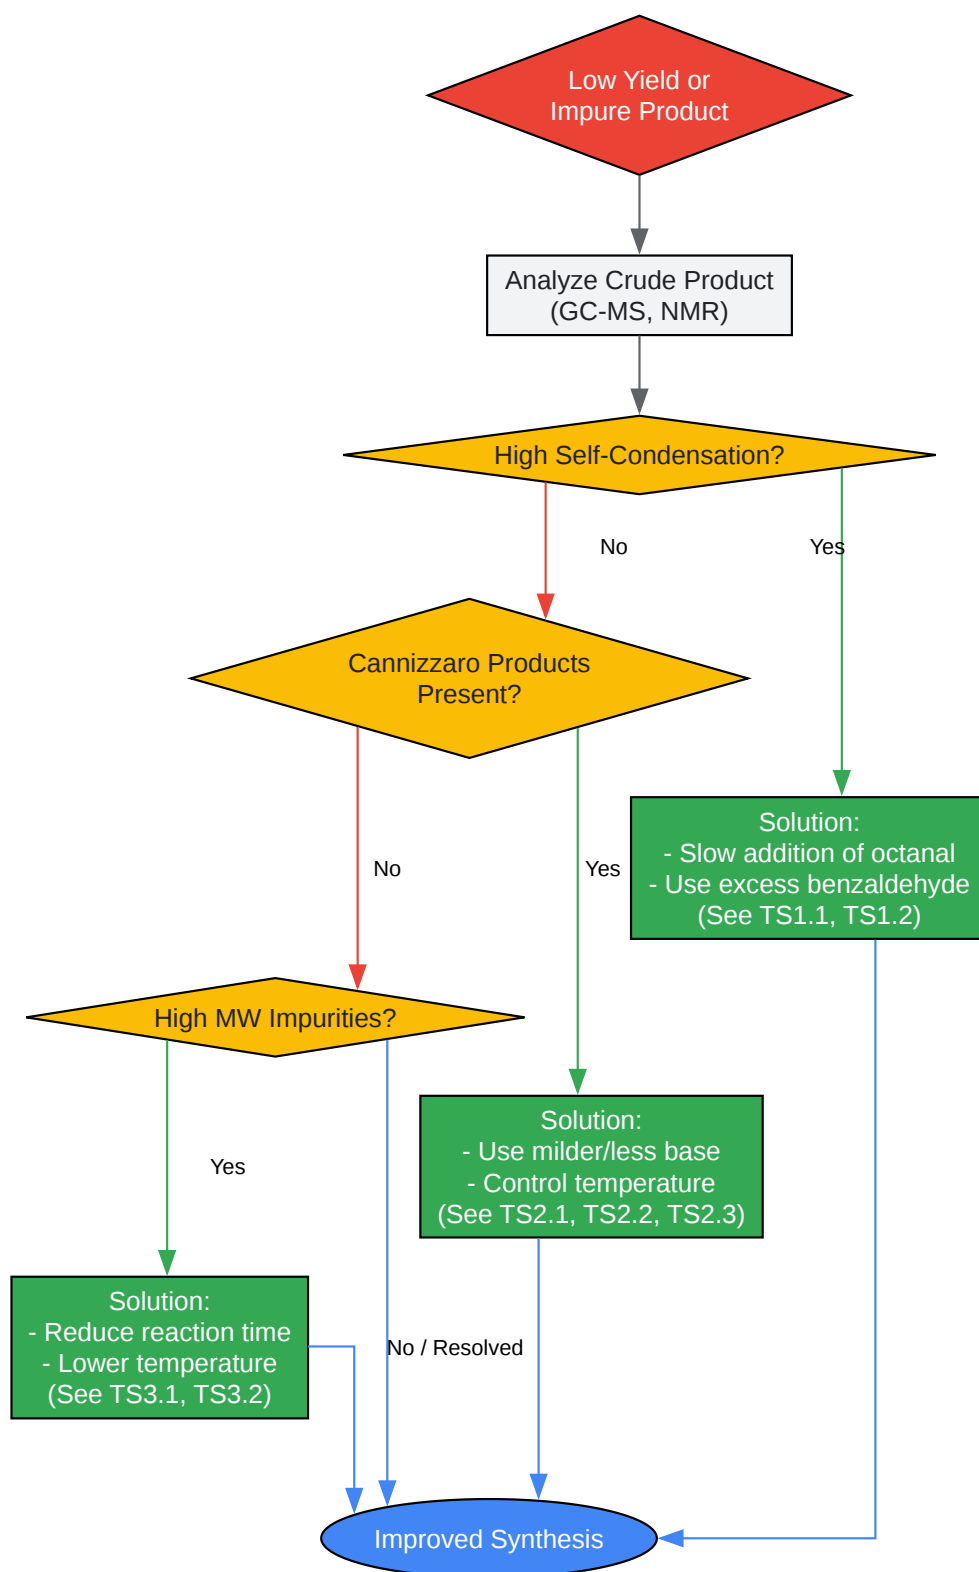 Low Yield or
Impure Product
Analyze Crude Product
(GC-MS, NMR)
High Self-Condensation?
No
Yes
Cannizzaro Products
Present?
No
Yes
Solution:
- Slow addition of octanal
- Use excess benzaldehyde
(See TS1.1, TS1.2)
High MW Impurities?
Yes
Solution:
- Use milder/less base
- Control temperature
(See TS2.1, TS2.2, TS2.3)
Solution:
- Reduce reaction time
- Lower temperature
(See TS3.1, TS3.2)
No / Resolved
Improved Synthesis